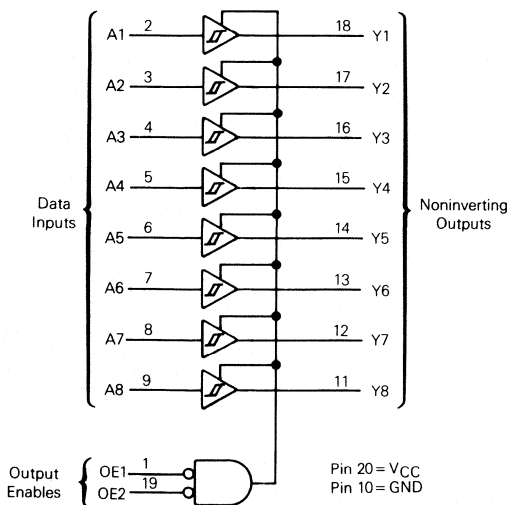 A1 2 18 Y1
A2 3 17 Y2
A3 4 16 Y3
A4 5 15 Y4
Data
Inputs
Noninverting
Outputs
A5 6 14 Y5
A6 7 13 Y6
A7 8 12 Y7
A8 9 11 Y8
Output
Enables
OE1 1
OE2 19
Pin 20 = VCC
Pin 10 = GND